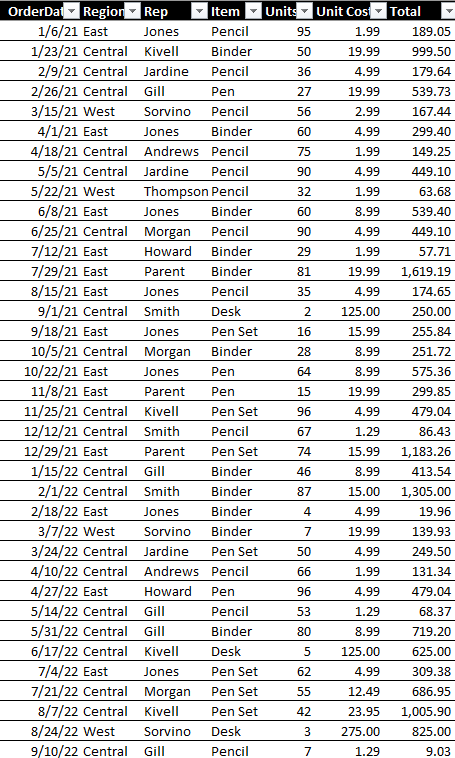 OrderDat Region Rep Item Units Unit Cost Total
1/6/21 East Jones Pencil 95 1.99 189.05
1/23/21 Central Kivell Binder 50 19.99 999.50
2/9/21 Central Jardine Pencil 36 4.99 179.64
2/26/21 Central Gill Pen 27 19.99 539.73
3/15/21 West Sorvino Pencil 56 2.99 167.44
4/1/21 East Jones Binder 60 4.99 299.40
4/18/21 Central Andrews Pencil 75 1.99 149.25
5/5/21 Central Jardine Pencil 90 4.99 449.10
5/22/21 West Thompson Pencil 32 1.99 63.68
6/8/21 East Jones Binder 60 8.99 539.40
6/25/21 Central Morgan Pencil 90 4.99 449.10
7/12/21 East Howard Binder 29 1.99 57.71
7/29/21 East Parent Binder 81 19.99 1,619.19
8/15/21 East Jones Pencil 35 4.99 174.65
9/1/21 Central Smith Desk 2 125.00 250.00
9/18/21 East Jones Pen Set 16 15.99 255.84
10/5/21 Central Morgan Binder 28 8.99 251.72
10/22/21 East Jones Pen 64 8.99 575.36
11/8/21 East Parent Pen 15 19.99 299.85
11/25/21 Central Kivell Pen Set 96 4.99 479.04
12/12/21 Central Smith Pencil 67 1.29 86.43
12/29/21 East Parent Pen Set 74 15.99 1,183.26
1/15/22 Central Gill Binder 46 8.99 413.54
2/1/22 Central Smith Binder 87 15.00 1,305.00
2/18/22 East Jones Binder 4 4.99 19.96
3/7/22 West Sorvino Binder 7 19.99 139.93
3/24/22 Central Jardine Pen Set 50 4.99 249.50
4/10/22 Central Andrews Pencil 66 1.99 131.34
4/27/22 East Howard Pen 96 4.99 479.04
5/14/22 Central Gill Pencil 53 1.29 68.37
5/31/22 Central Gill Binder 80 8.99 719.20
6/17/22 Central Kivell Desk 5 125.00 625.00
7/4/22 East Jones Pen Set 62 4.99 309.38
7/21/22 Central Morgan Pen Set 55 12.49 686.95
8/7/22 Central Kivell Pen Set 42 23.95 1,005.90
8/24/22 West Sorvino Desk 3 275.00 825.00
9/10/22 Central Gill Pencil 7 1.29 9.03